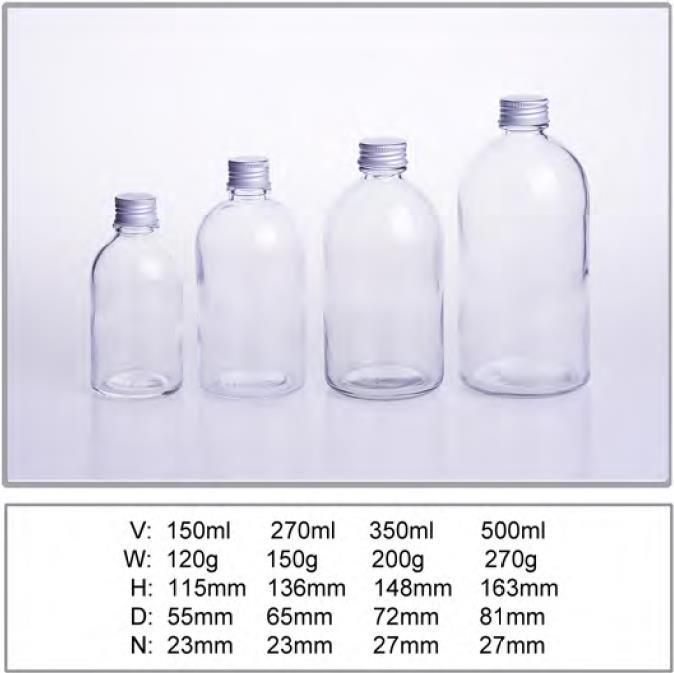 V: 150ml 270ml 350ml 500ml
W: 120g 150g 200g 270g
H: 115mm 136mm 148mm 163mm
D: 55mm 65mm 72mm 81mm
N: 23mm 23mm 27mm 27mm